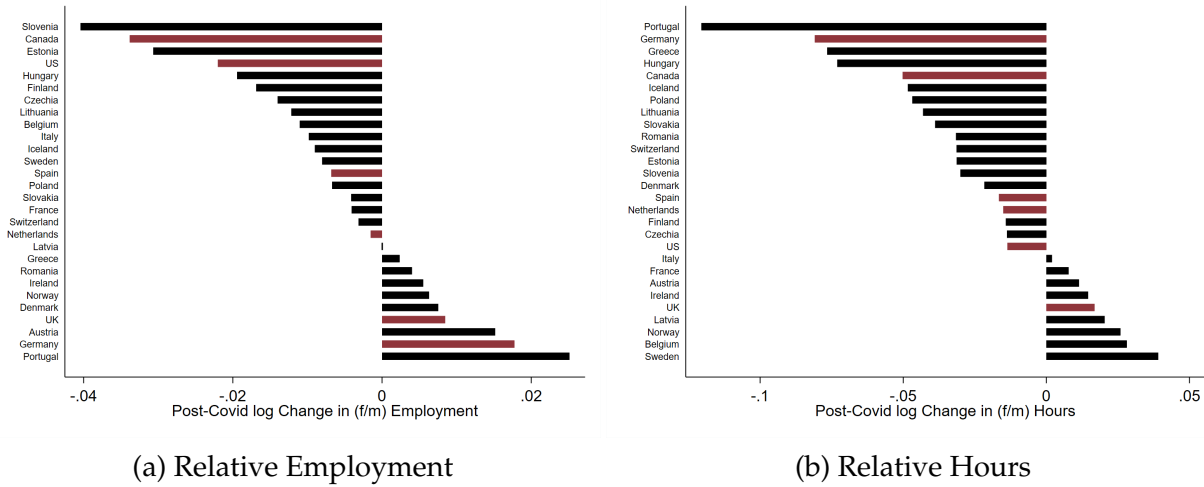 Slovenia
Canada
Estonia
US
Hungary
Finland
Czechia
Lithuania
Belgium
Italy
Iceland
Sweden
Spain
Poland
Slovakia
France
Switzerland
Netherlands
Latvia
Greece
Romania
Ireland
Norway
Denmark
UK
Austria
Germany
Portugal
-.04 -.02 0 .02
Post-Covid log Change in (f/m) Employment
(a) Relative Employment
Portugal
Germany
Greece
Hungary
Canada
Iceland
Poland
Lithuania
Slovakia
Romania
Switzerland
Estonia
Slovenia
Denmark
Spain
Netherlands
Finland
Czechia
US
Italy
France
Austria
Ireland
UK
Latvia
Norway
Belgium
Sweden
-.1 -.05 0 .05
Post-Covid log Change in (f/m) Hours
(b) Relative Hours